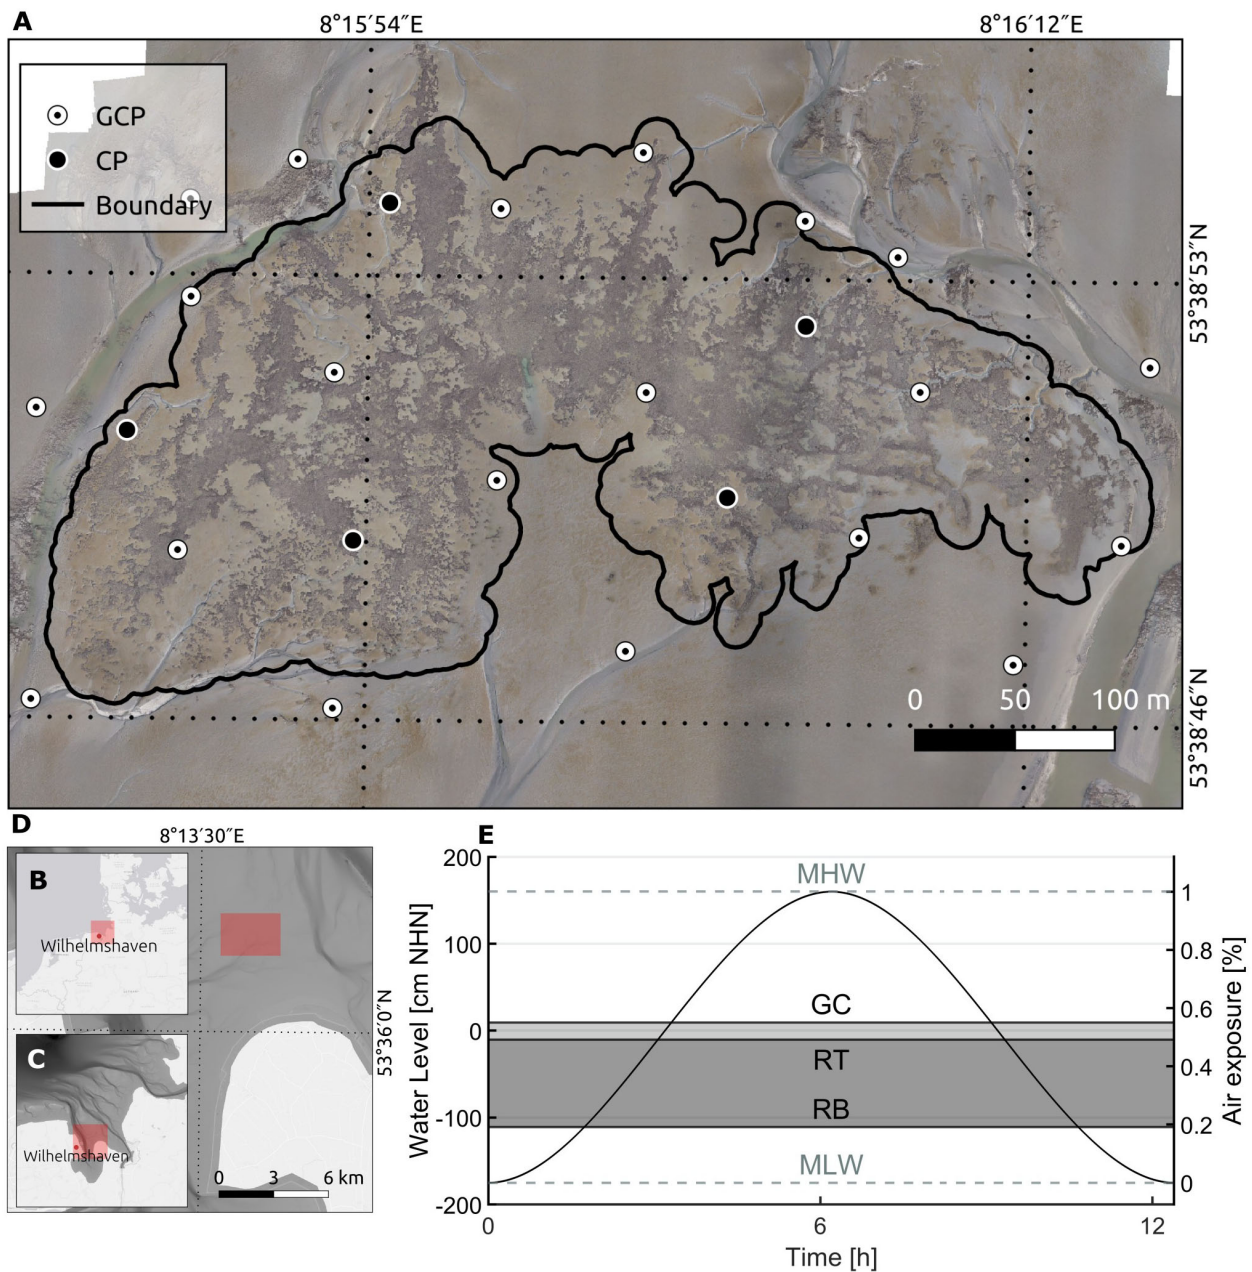 A
8°15′54″E
8°16′12″E
GCP
CP
Boundary
53°38′53″N
53°38′46″N
0 50 100 m
D
8°13′30″E
B
Wilhelmshaven
C
Wilhelmshaven
53°36′0″N
0 3 6 km
E
200
100
0
-100
-200
Water Level [cm NHN]
MHW
GC
RT
RB
MLW
1
0.8
0.6
0.4
0.2
0
Air exposure [%]
0 6 12
Time [h]